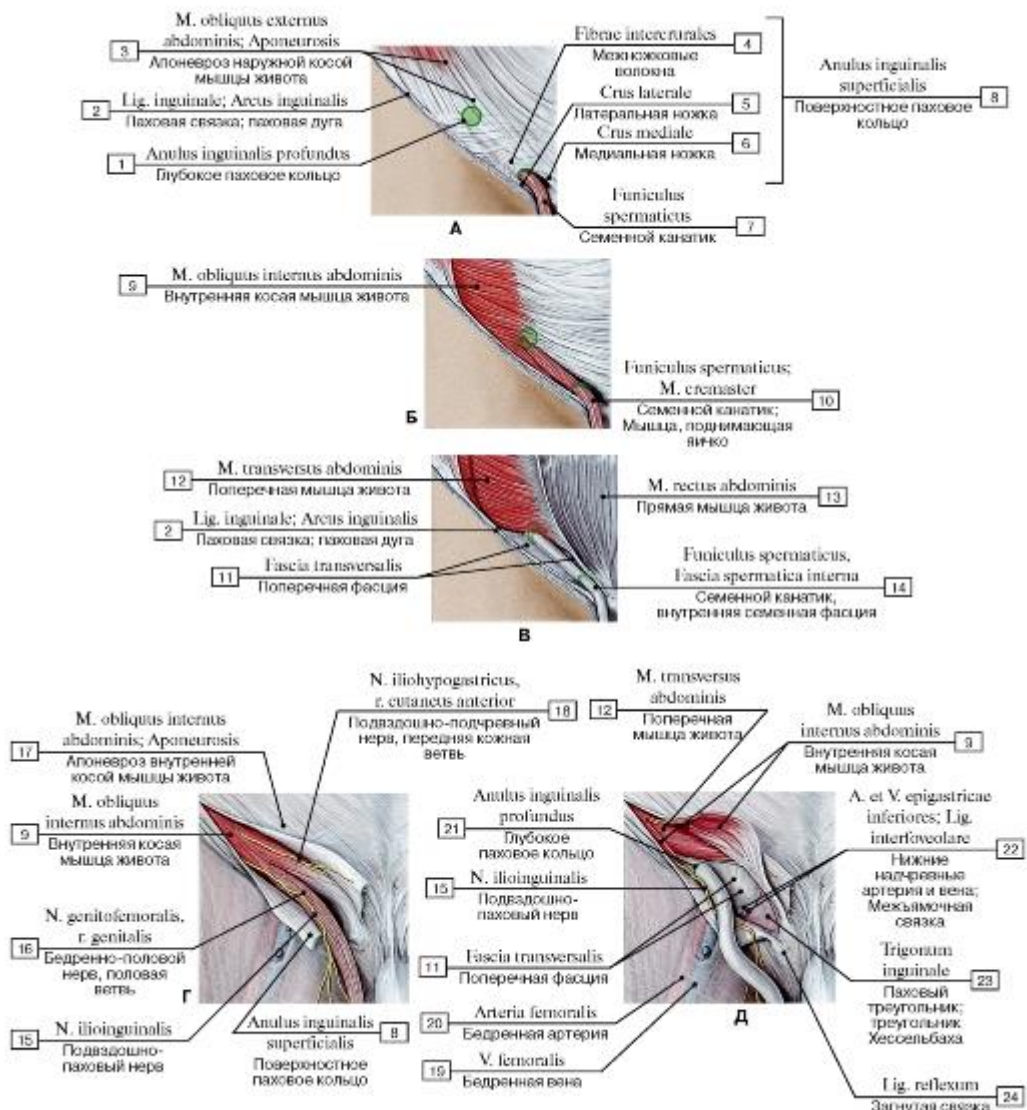 M. obliquus externus
abdominis; Aponeurosis
3
Апоневроз наружной косой
мышцы живота
2
Lig. inguinale; Arcus inguinalis
Паховая связка; паховая дуга
1
Anulus inguinalis profundus
Глубокое паховое кольцо
Fibrae intercrurales
4
Межножковые
волокна
Crus laterale
5
Латеральная ножка
Crus mediale
6
Медиальная ножка
Anulus inguinalis
superficialis
8
Поверхностное паховое
кольцо
Funiculus
spermaticus
7
Семенной канатик
А
9
M. obliquus internus abdominis
Внутренняя косая мышца живота
Funiculus spermaticus;
M. cremaster
10
Семенной канатик;
Мышца, поднимающая
яичко
Б
12
M. transversus abdominis
Поперечная мышца живота
2
Lig. inguinale; Arcus inguinalis
Паховая связка; паховая дуга
11
Fascia transversalis
Поперечная фасция
M. rectus abdominis
13
Прямая мышца живота
Funiculus spermaticus,
Fascia spermatica interna
14
Семенной канатик,
внутренняя семенная фасция
В
N. iliohypogastricus,
r. cutaneus anterior
18
Подвздошно-подчревный
нерв, передняя кожная
ветвь
M. obliquus internus
abdominis; Aponeurosis
17
Апоневроз внутренней
косой мышцы живота
M. obliquus
internus abdominis
9
Внутренняя косая
мышца живота
N. genitofemoralis,
r. genitalis
16
Бедренно-половой
нерв, половая
ветвь
Г
15
N. ilioinguinalis
Подвздошно-
паховый нерв
Anulus inguinalis
superficialis
8
Поверхностное
паховое кольцо
M. transversus
abdominis
12
Поперечная
мышца живота
M. obliquus
internus abdominis
9
Внутренняя косая
мышца живота
Anulus inguinalis
profundus
21
Глубокое
паховое кольцо
15
N. ilioinguinalis
Подвздошно-
паховый нерв
11
Fascia transversalis
Поперечная фасция
20
Arteria femoralis
Бедренная артерия
19
V. femoralis
Бедренная вена
A. et V. epigastricae
inferiores; Lig.
interfoveolare
22
Нижние
надчревные
артерия и вена;
Межъямочная
связка
Trigonum
inguinale
23
Паховый
треугольник;
треугольник
Хессельбаха
Д
Lig. reflexum
24
Загнутая связка